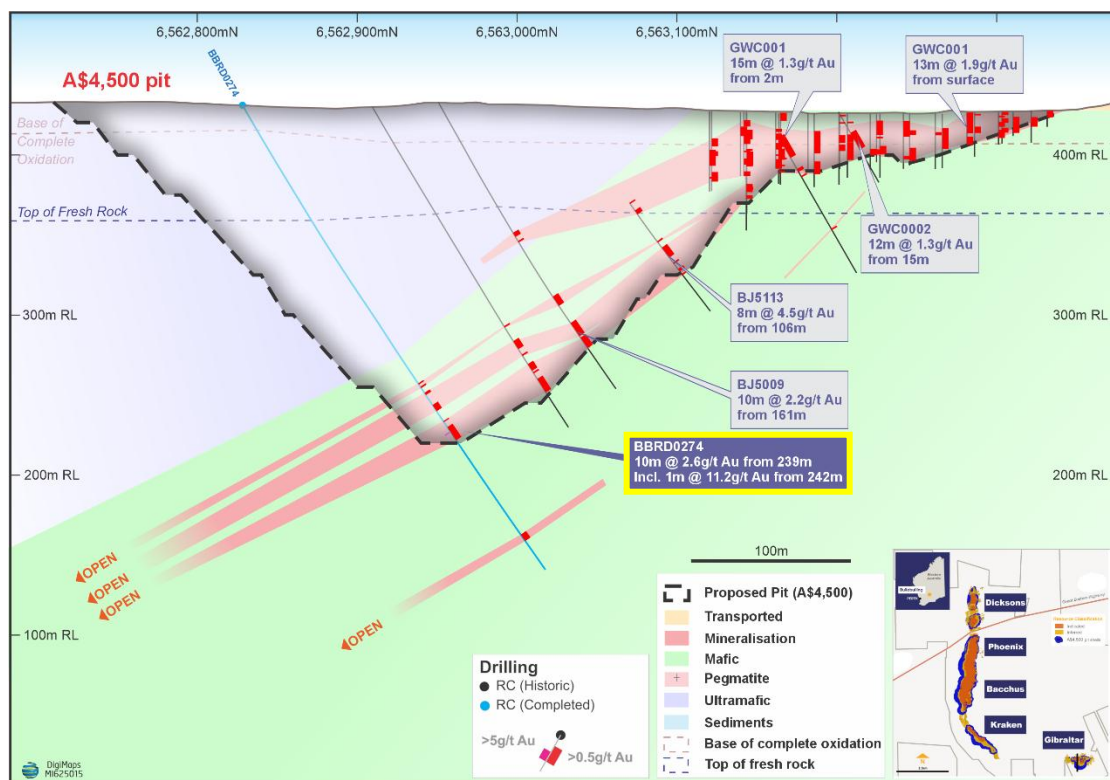 6,562,800mN
6,562,900mN
6,563,000mN
6,563,100mN
A$4,500 pit
BBRD0274
GWC001
15m @ 1.3g/t Au
from 2m
GWC001
13m @ 1.9g/t Au
from surface
Base of
Complete
Oxidation
400m RL
Top of Fresh Rock
GWC0002
12m @ 1.3g/t Au
from 15m
BJ5113
8m @ 4.5g/t Au
from 106m
300m RL
300m RL
BJ5009
10m @ 2.2g/t Au
from 161m
BBRD0274
10m @ 2.6g/t Au from 239m
Incl. 1m @ 11.2g/t Au from 242m
200m RL
200m RL
OPEN
OPEN
OPEN
OPEN
100m RL
100m
Proposed Pit (A$4,500)
Transported
Mineralisation
Mafic
Pegmatite
Ultramafic
Sediments
Base of complete oxidation
Top of fresh rock
Drilling
RC (Historic)
RC (Completed)
>5g/t Au
>0.5g/t Au
Dicksons
Phoenix
Bacchus
Kraken
Gibraltar
DigiMaps
MI625015